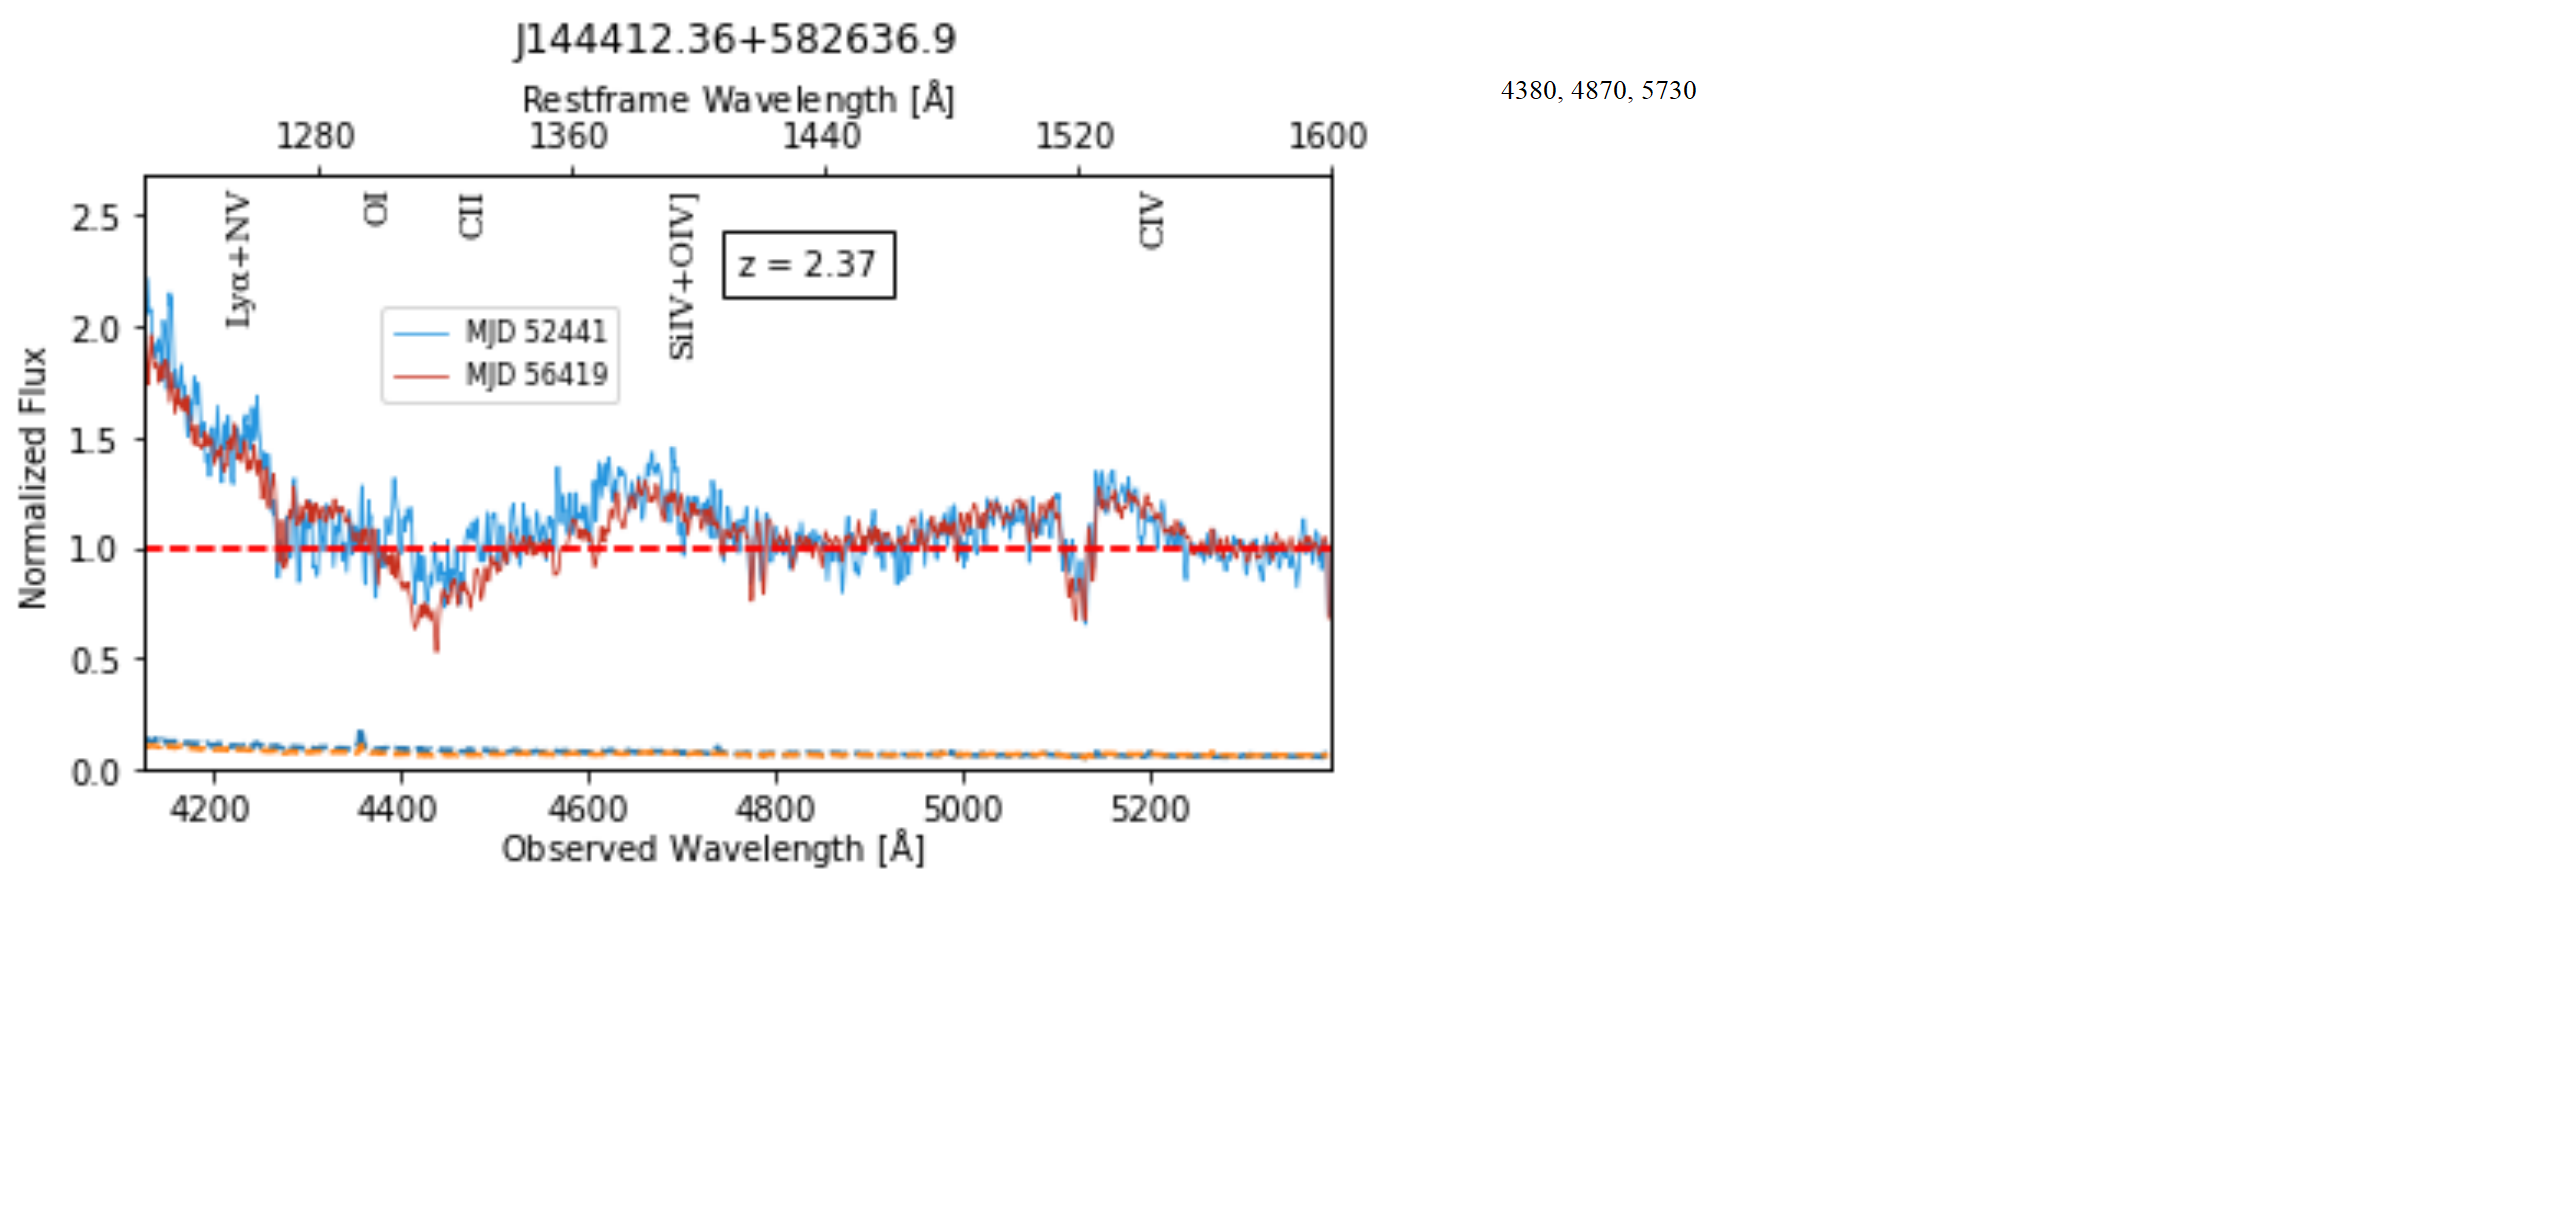 J144412.36+582636.9
Restframe Wavelength [Å]
4380, 4870, 5730
1280 1360 1440 1520 1600
Lyα+NV
OI
CII
SiIV+OIV]
CIV
z = 2.37
MJD 52441
MJD 56419
Normalized Flux
2.5
2.0
1.5
1.0
0.5
0.0
4200 4400 4600 4800 5000 5200
Observed Wavelength [Å]